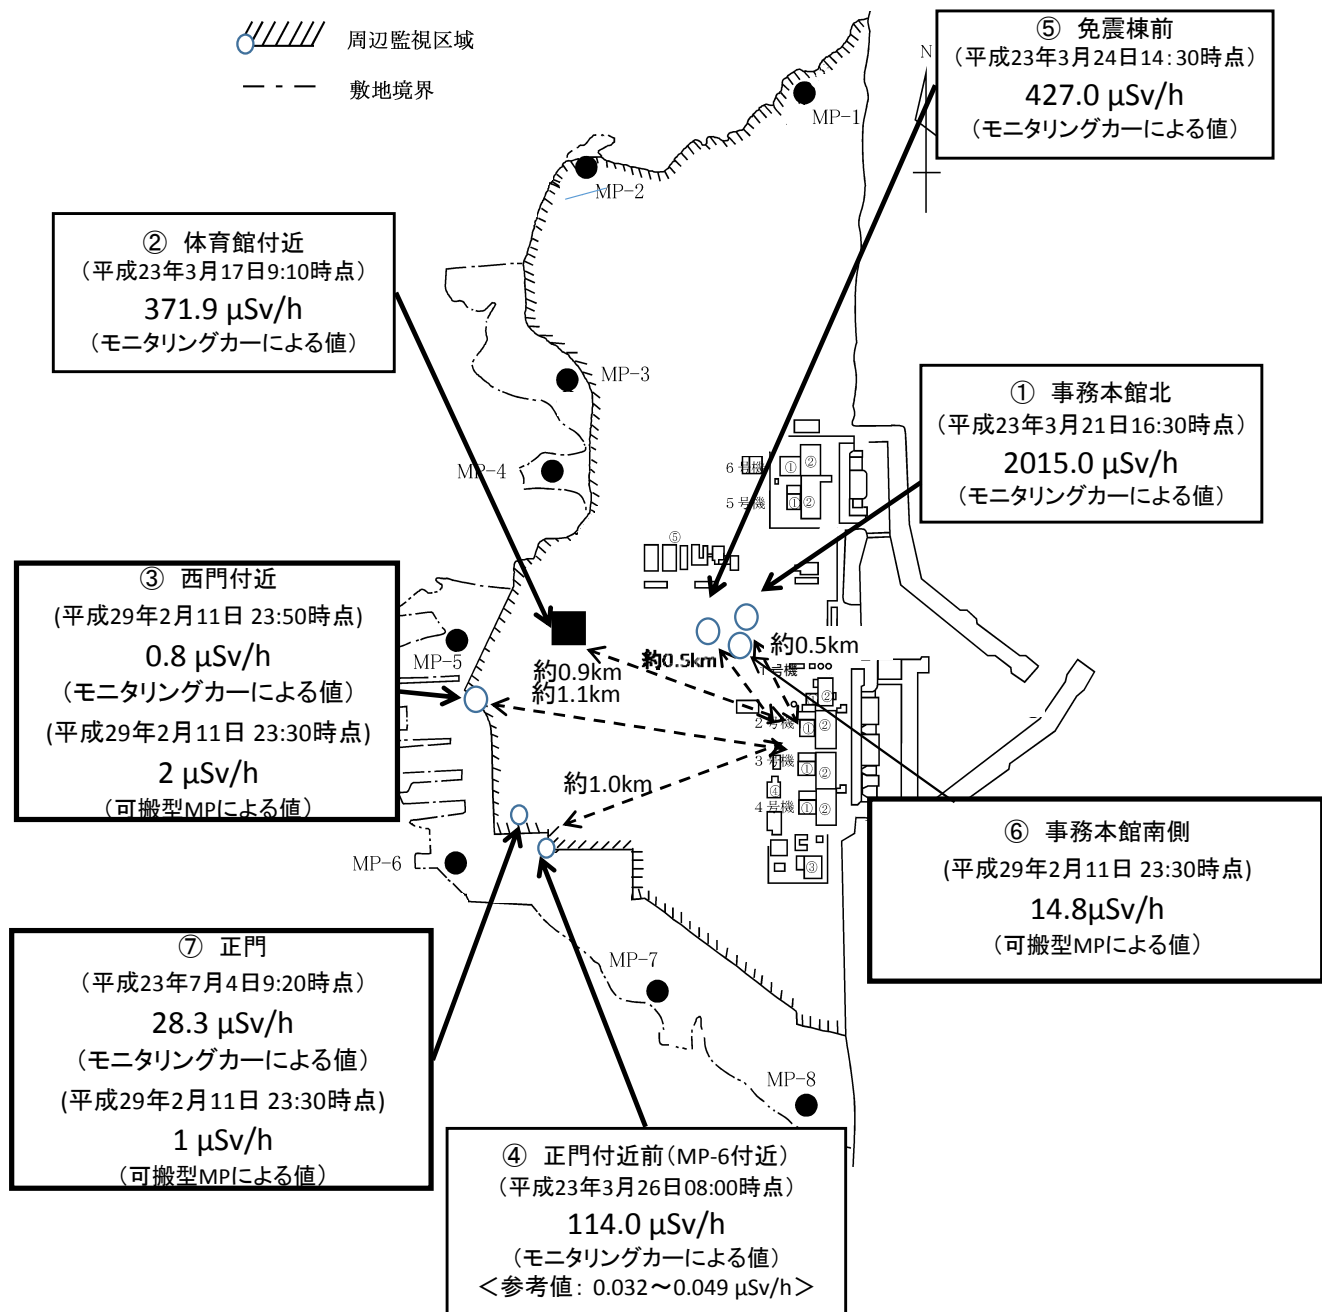 周辺監視区域
敷地境界
⑤ 免震棟前
(平成23年3月24日14:30時点)
427.0 μSv/h
(モニタリングカーによる値)
N
MP-1
MP-2
② 体育館付近
(平成23年3月17日9:10時点)
371.9 μSv/h
(モニタリングカーによる値)
MP-3
MP-4
① 事務本館北
(平成23年3月21日16:30時点)
2015.0 μSv/h
(モニタリングカーによる値)
6号機
① ②
5号機
① ②
⑤
③ 西門付近
(平成29年2月11日 23:50時点)
0.8 μSv/h
(モニタリングカーによる値)
(平成29年2月11日 23:30時点)
2 μSv/h
(可搬型MPによる値)
MP-5
約0.9km
約1.1km
約0.5km
約0.5km
1号機
②
2号機
① ②
3号機
① ②
④
4号機
① ②
③
約1.0km
MP-6
⑥ 事務本館南側
(平成29年2月11日 23:30時点)
14.8μSv/h
(可搬型MPによる値)
⑦ 正門
(平成23年7月4日9:20時点)
28.3 μSv/h
(モニタリングカーによる値)
(平成29年2月11日 23:30時点)
1 μSv/h
(可搬型MPによる値)
MP-7
MP-8
④ 正門付近前(MP-6付近)
(平成23年3月26日08:00時点)
114.0 μSv/h
(モニタリングカーによる値)
<参考値: 0.032～0.049 μSv/h>